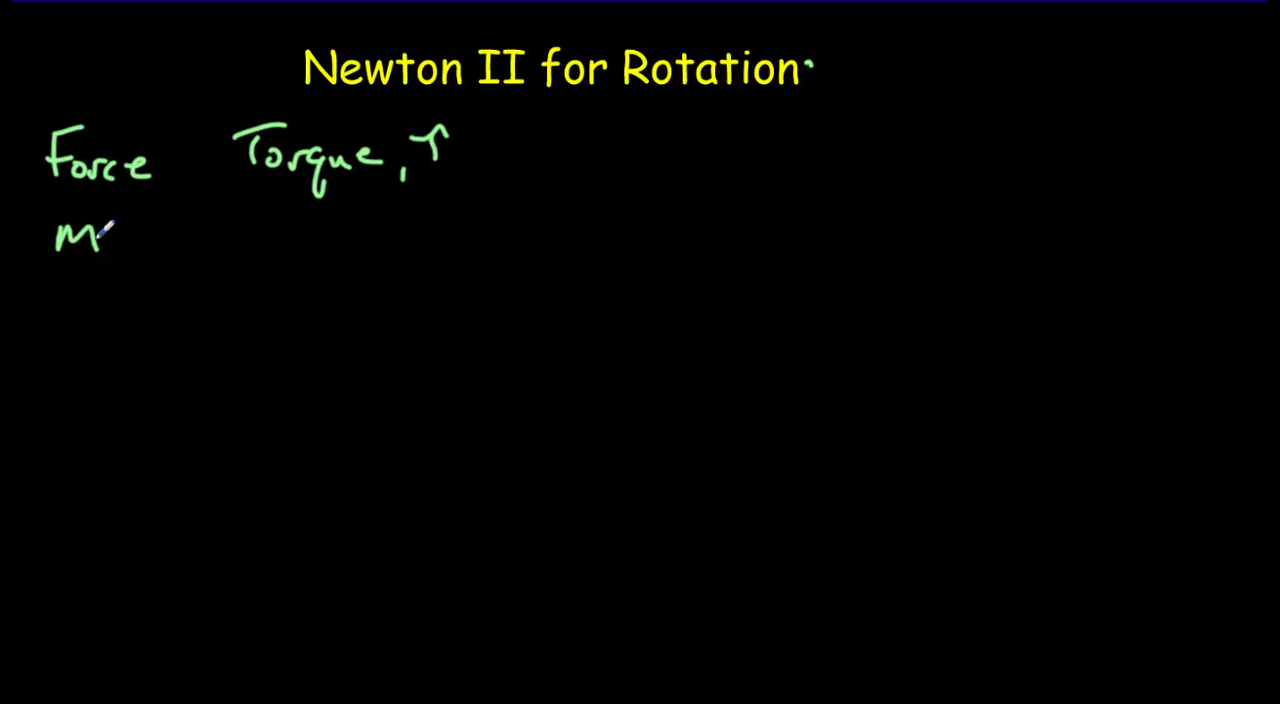 Newton II for Rotation
Force Torque, τ
m